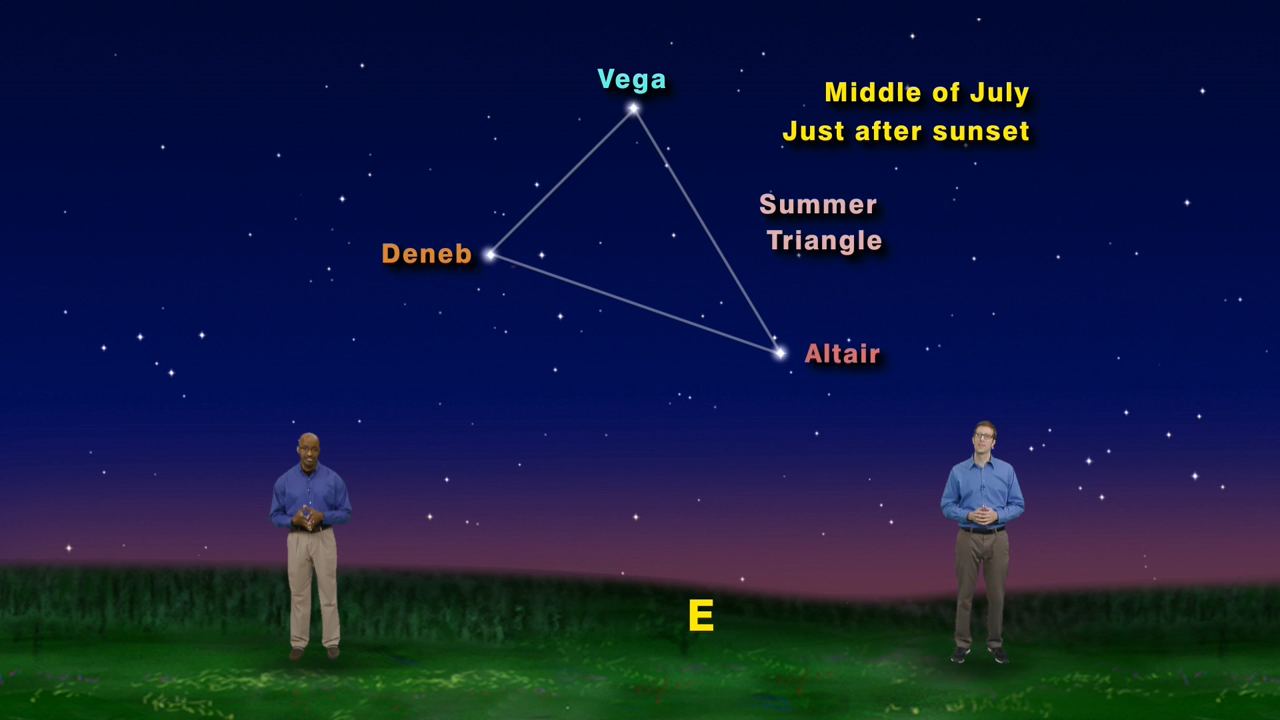 Vega
Middle of July
Just after sunset
Summer
Triangle
Deneb
Altair
E